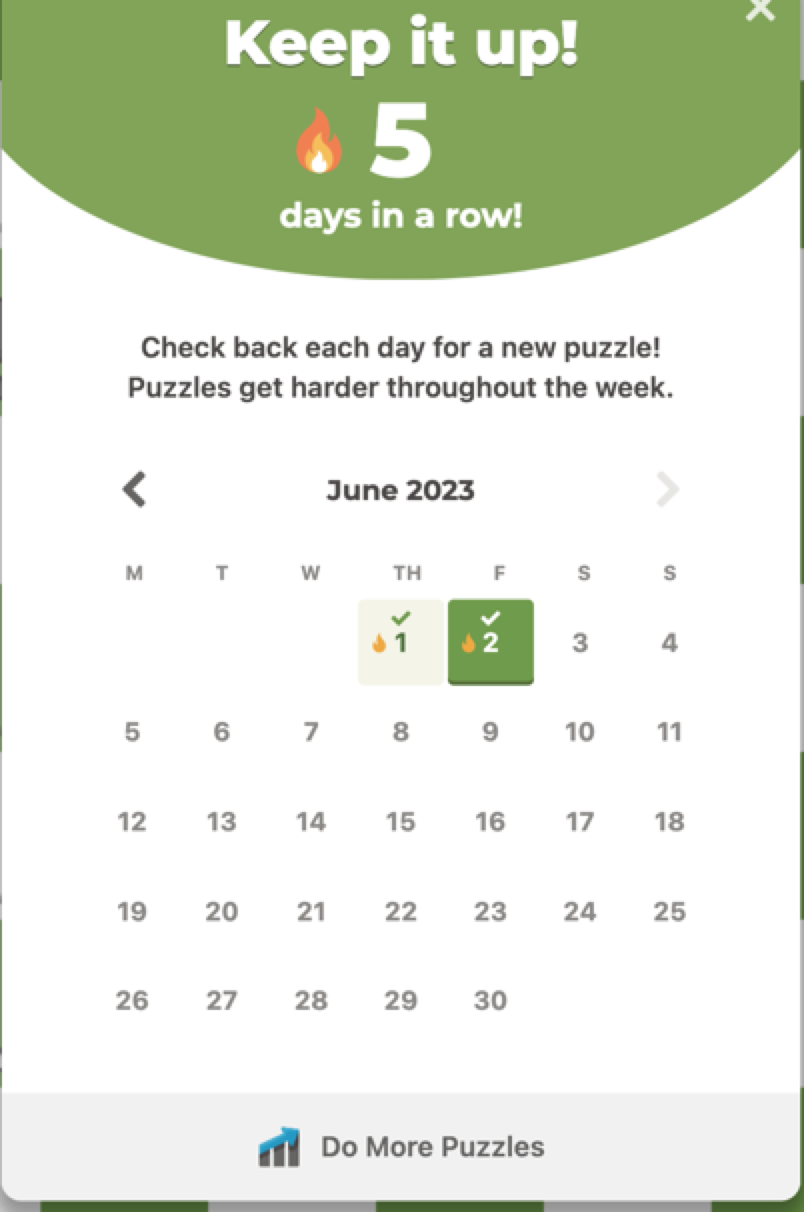 Keep it up!
5
days in a row!
Check back each day for a new puzzle!
Puzzles get harder throughout the week.
June 2023
M T W TH F S S
1 2 3 4
5 6 7 8 9 10 11
12 13 14 15 16 17 18
19 20 21 22 23 24 25
26 27 28 29 30
Do More Puzzles